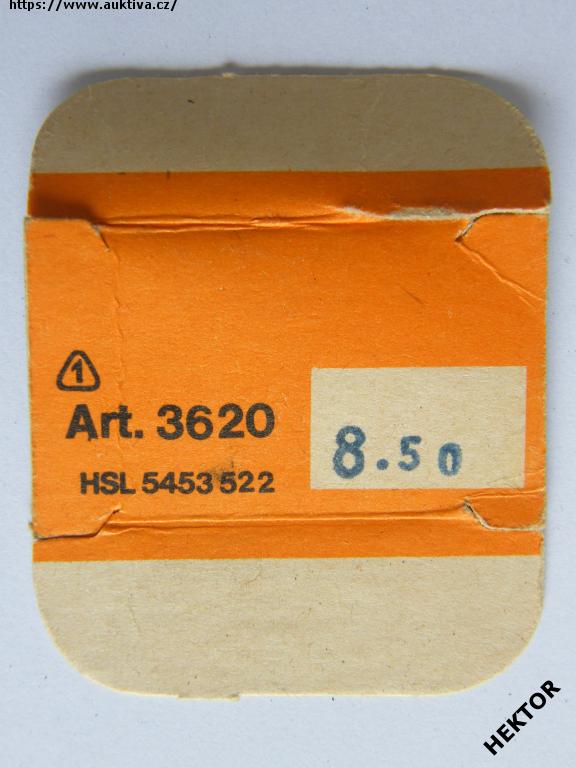 https://www.auktiva.cz/
1
Art. 3620
HSL 5453 522
8.50
HEKTOR